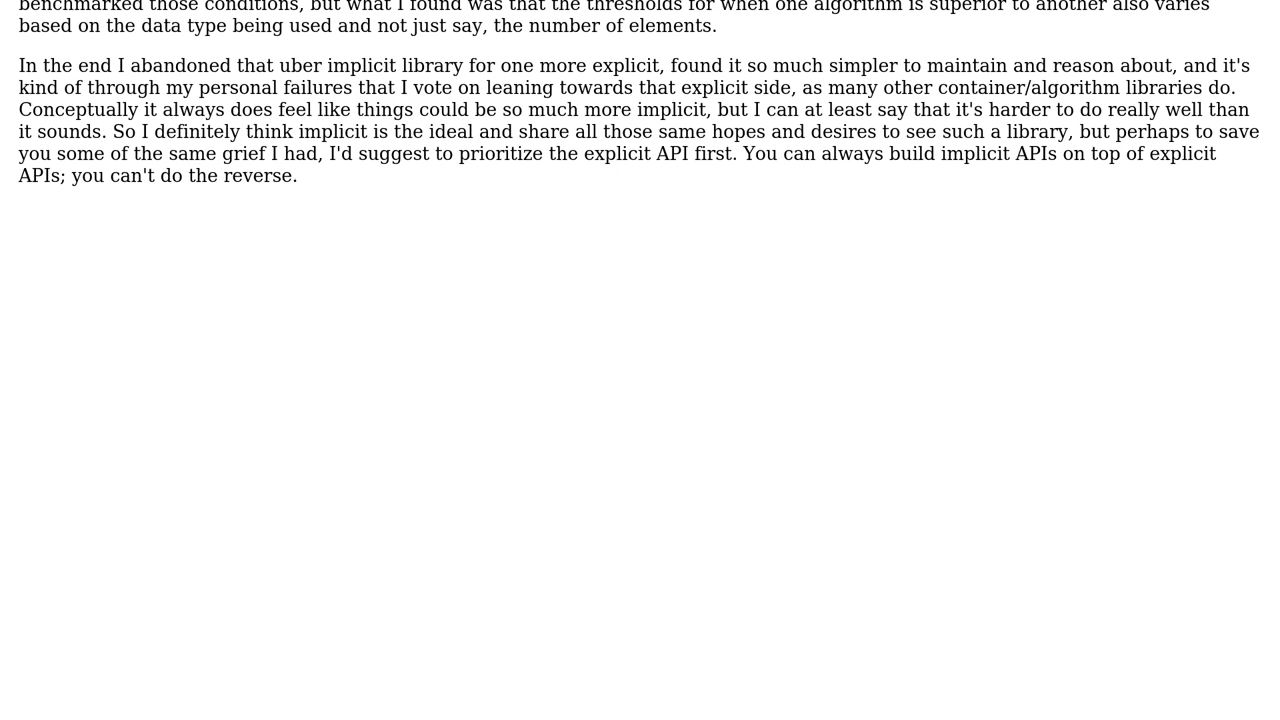 benchmarked those conditions, but what I found was that the thresholds for when one algorithm is superior to another also varies
based on the data type being used and not just say, the number of elements.
In the end I abandoned that uber implicit library for one more explicit, found it so much simpler to maintain and reason about, and it's
kind of through my personal failures that I vote on leaning towards that explicit side, as many other container/algorithm libraries do.
Conceptually it always does feel like things could be so much more implicit, but I can at least say that it's harder to do really well than
it sounds. So I definitely think implicit is the ideal and share all those same hopes and desires to see such a library, but perhaps to save
you some of the same grief I had, I'd suggest to prioritize the explicit API first. You can always build implicit APIs on top of explicit
APIs; you can't do the reverse.